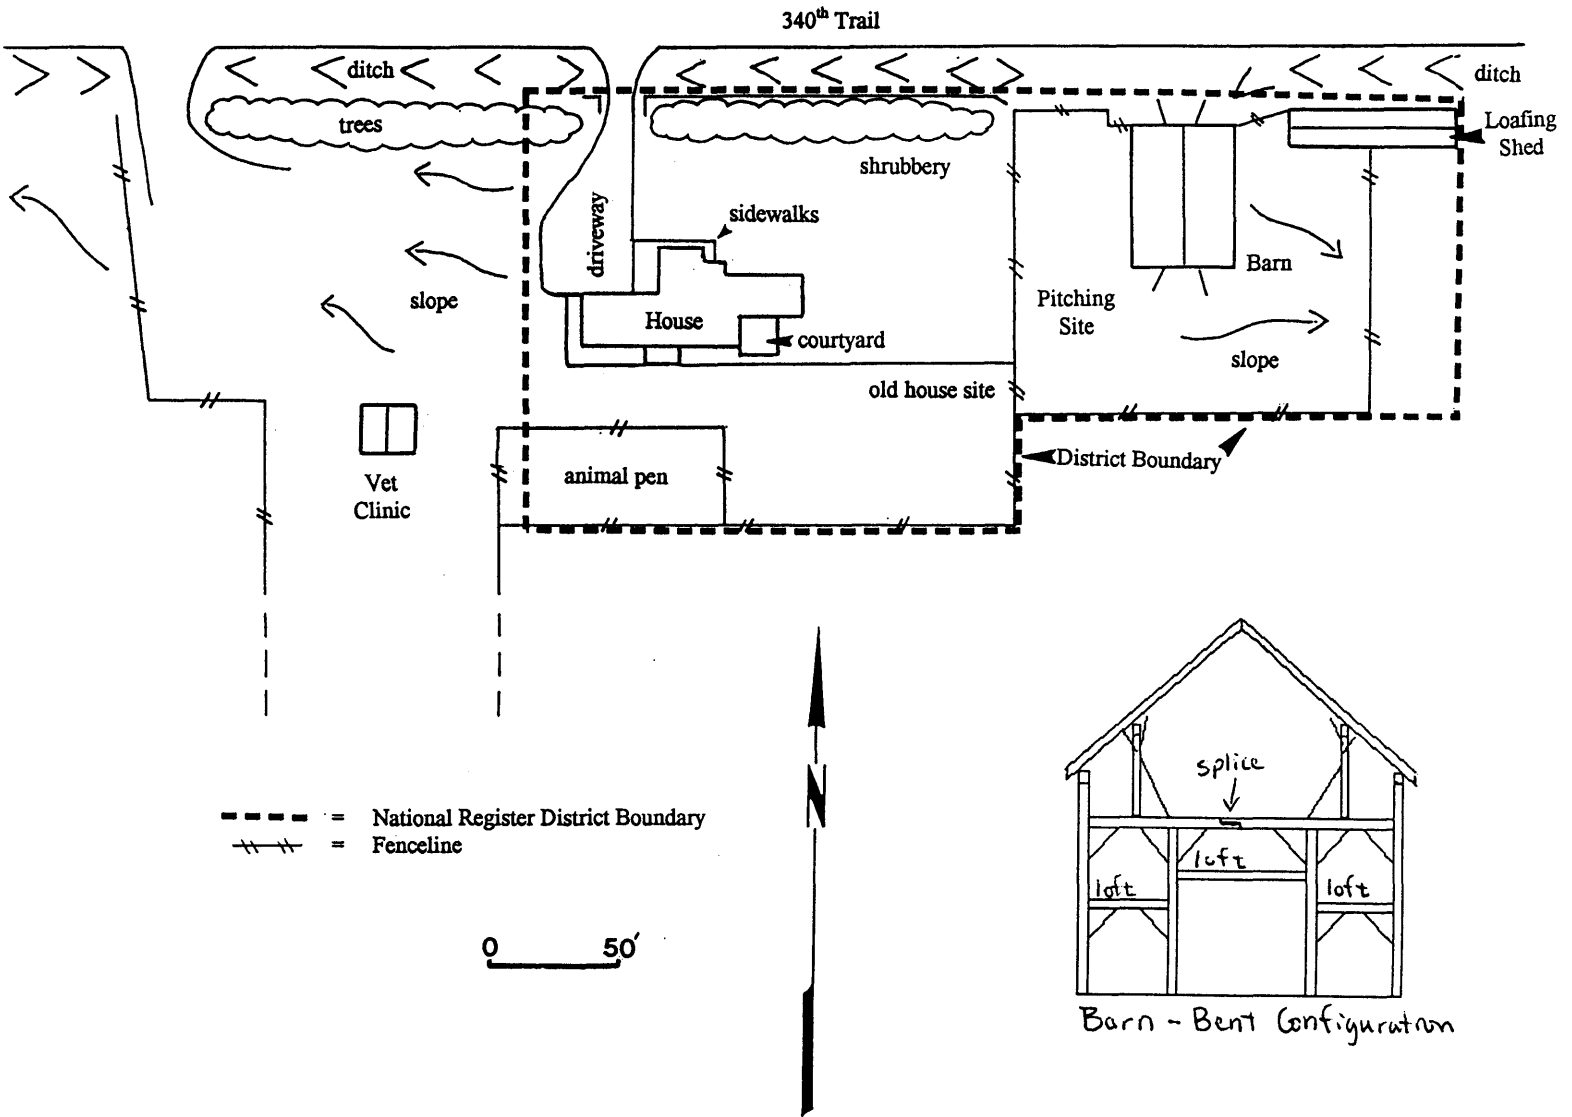 340th Trail
ditch
ditch
trees
Loafing
Shed
shrubbery
driveway
sidewalks
Barn
slope
Pitching
Site
House
courtyard
slope
old house site
District Boundary
animal pen
Vet
Clinic
N
= National Register District Boundary
= Fenceline
0 50'
splice
loft
loft
loft
Barn - Bent Configuration